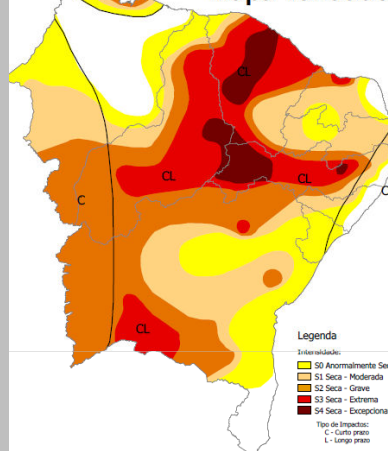 CL
CL
CL
C
C
CL
Legenda
Intensidade:
S0 Anormalmente Sec
S1 Seca - Moderada
S2 Seca - Grave
S3 Seca - Extrema
S4 Seca - Excepciona
Tipo de Impactos:
C - Curto prazo
L - Longo prazo